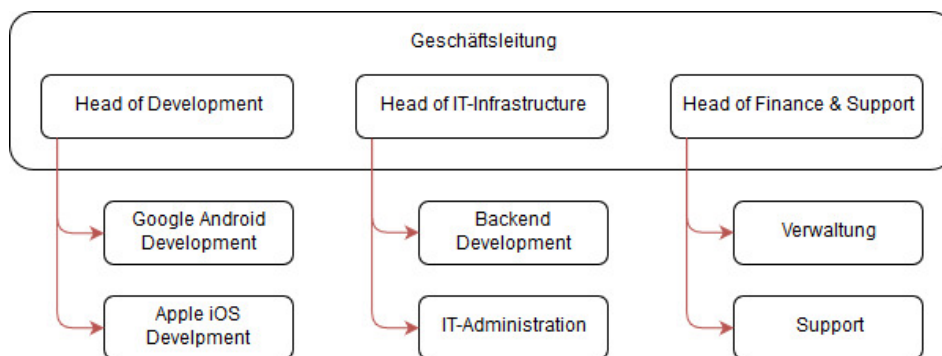 Geschäftsleitung
Head of Development
Head of IT-Infrastructure
Head of Finance & Support
Google Android
Development
Backend
Development
Verwaltung
Apple iOS
Develpment
IT-Administration
Support